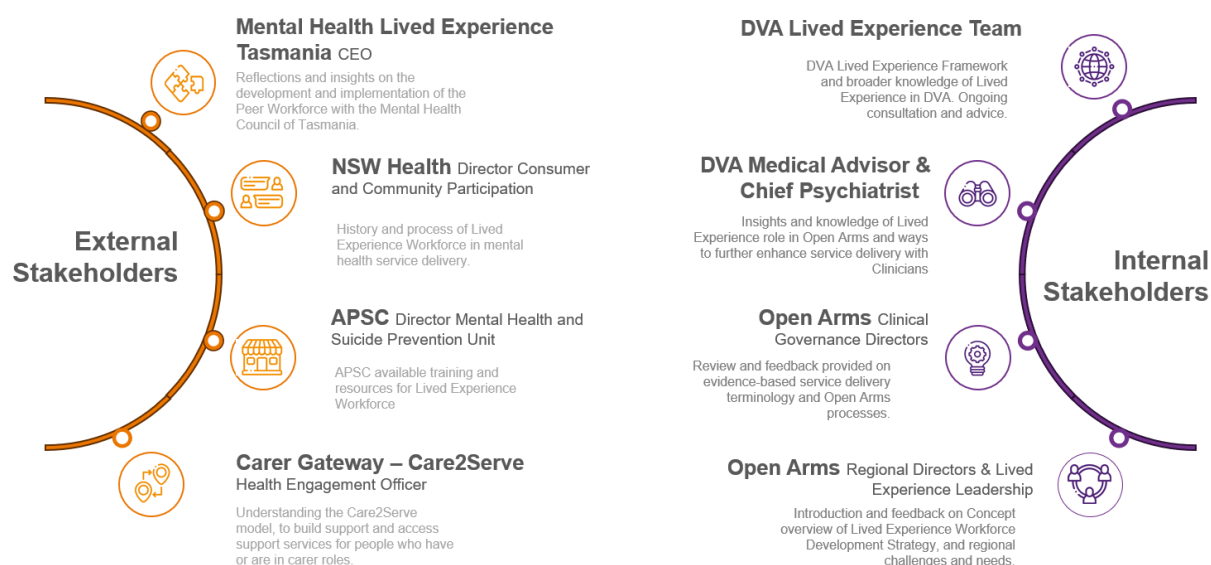 External
Stakeholders
Mental Health Lived Experience
Tasmania CEO
Reflections and insights on the
development and implementation of the
Peer Workforce with the Mental Health
Council of Tasmania.
NSW Health Director Consumer
and Community Participation
History and process of Lived
Experience Workforce in mental
health service delivery.
APSC Director Mental Health and
Suicide Prevention Unit
APSC available training and
resources for Lived Experience
Workforce
Carer Gateway – Care2Serve
Health Engagement Officer
Understanding the Care2Serve
model, to build support and access
support services for people who have
or are in carer roles.
Internal
Stakeholders
DVA Lived Experience Team
DVA Lived Experience Framework
and broader knowledge of Lived
Experience in DVA. Ongoing
consultation and advice.
DVA Medical Advisor &
Chief Psychiatrist
Insights and knowledge of Lived
Experience role in Open Arms and ways
to further enhance service delivery with
Clinicians
Open Arms Clinical
Governance Directors
Review and feedback provided on
evidence-based service delivery
terminology and Open Arms
processes.
Open Arms Regional Directors & Lived
Experience Leadership
Introduction and feedback on Concept
overview of Lived Experience Workforce
Development Strategy, and regional
challenges and needs.